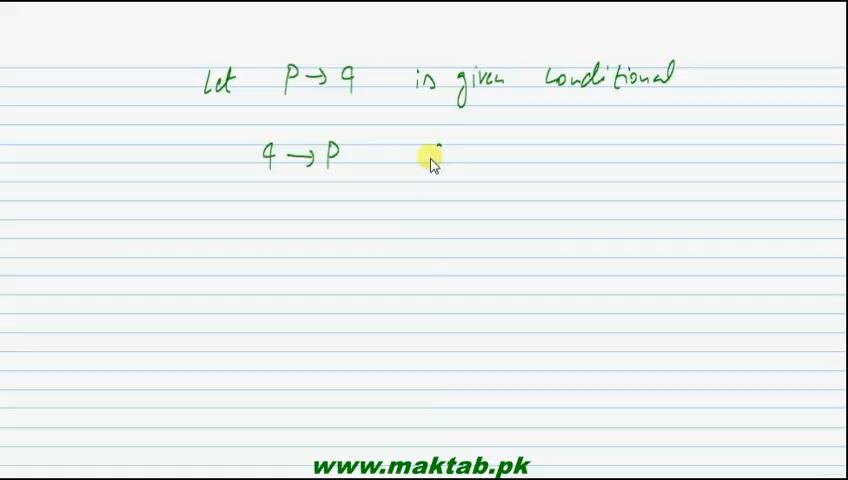 Let P → q is given conditional
q → P
www.maktab.pk